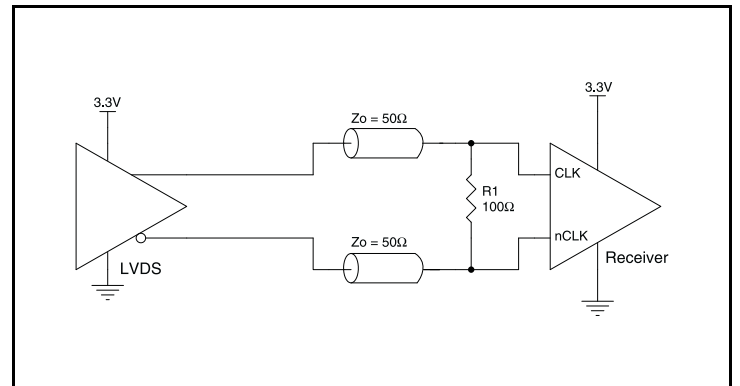 3.3V
Zo = 50Ω
3.3V
CLK
R1
100Ω
nCLK
Zo = 50Ω
LVDS
Receiver